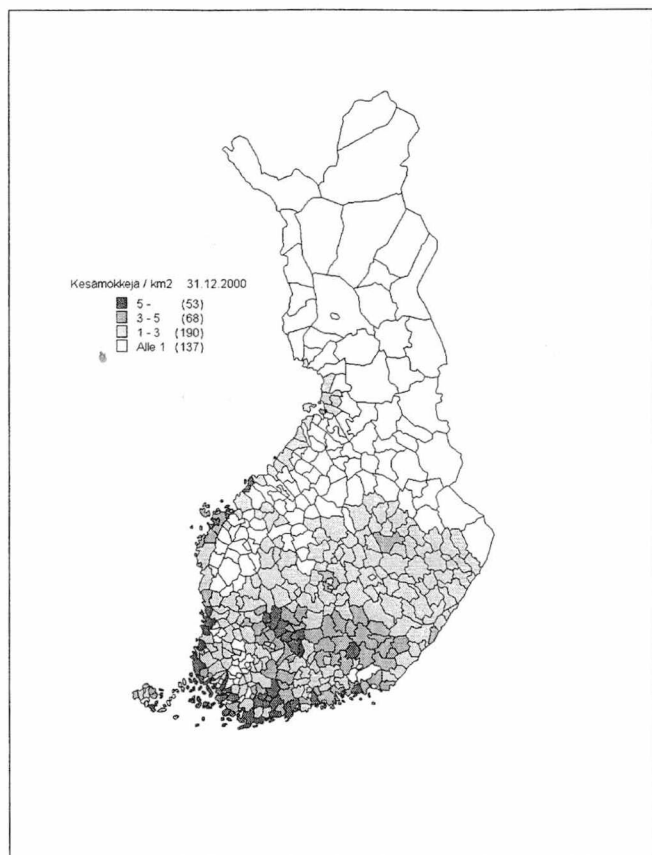 Kesämökkejä / km2 31.12.2000
5 - (53)
3 - 5 (68)
1 - 3 (190)
Alle 1 (137)